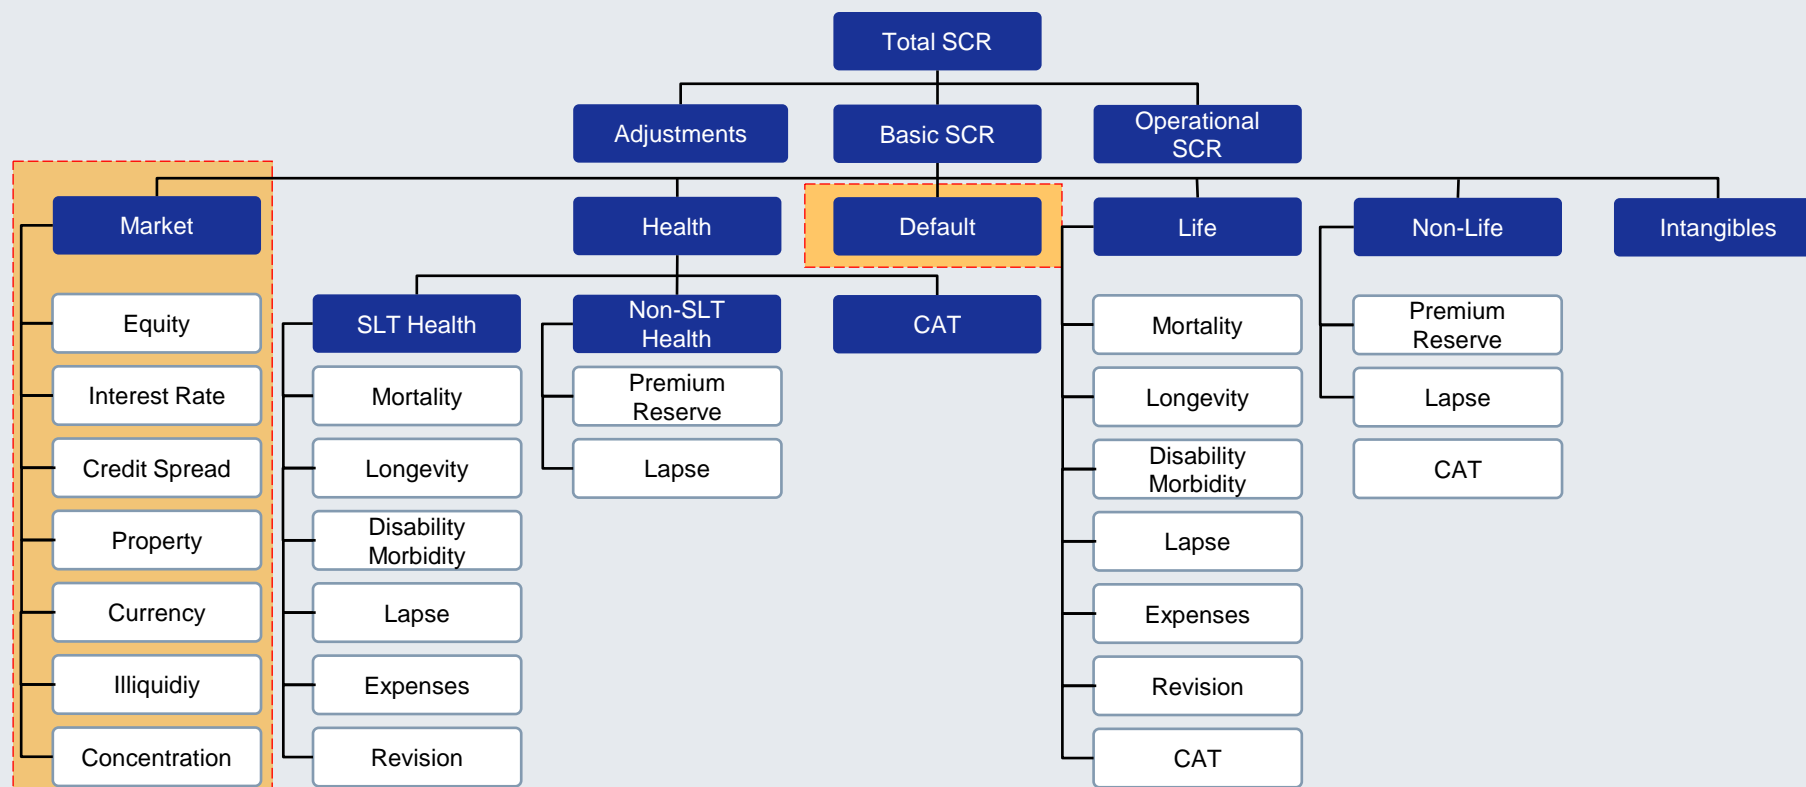 Total SCR
Adjustments
Basic SCR
Operational
SCR
Market
Health
Default
Life
Non-Life
Intangibles
Equity
Interest Rate
Credit Spread
Property
Currency
Illiquidiy
Concentration
SLT Health
Mortality
Longevity
Disability
Morbidity
Lapse
Expenses
Revision
Non-SLT
Health
Premium
Reserve
Lapse
CAT
Mortality
Longevity
Disability
Morbidity
Lapse
Expenses
Revision
CAT
Premium
Reserve
Lapse
CAT